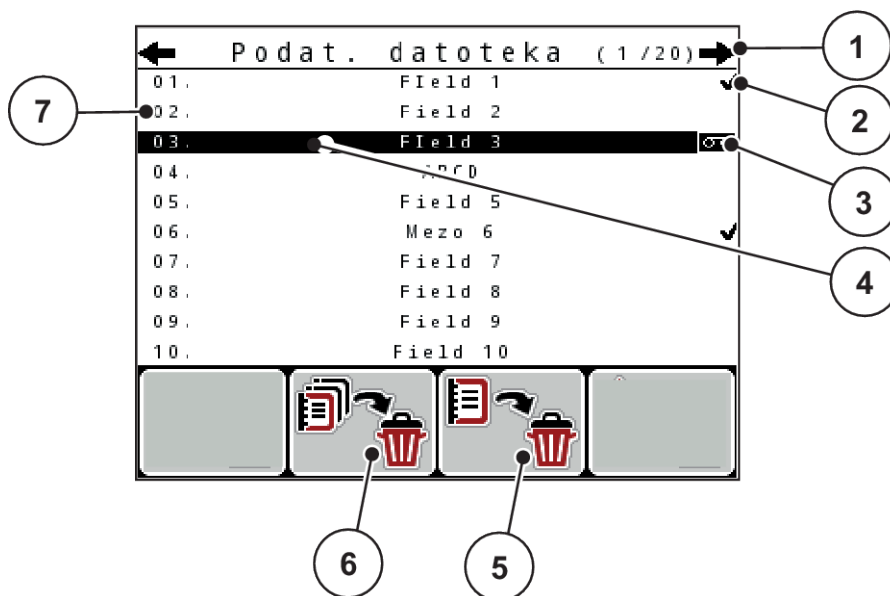 Podat. datoteka (1/20)
01. FIeld 1
02. Field 2
03. FIeld 3
04. ABCD
05. Field 5
06. Mezo 6
07. Field 7
08. Field 8
09. Field 9
10. Field 10
1
2
3
4
5
6
7